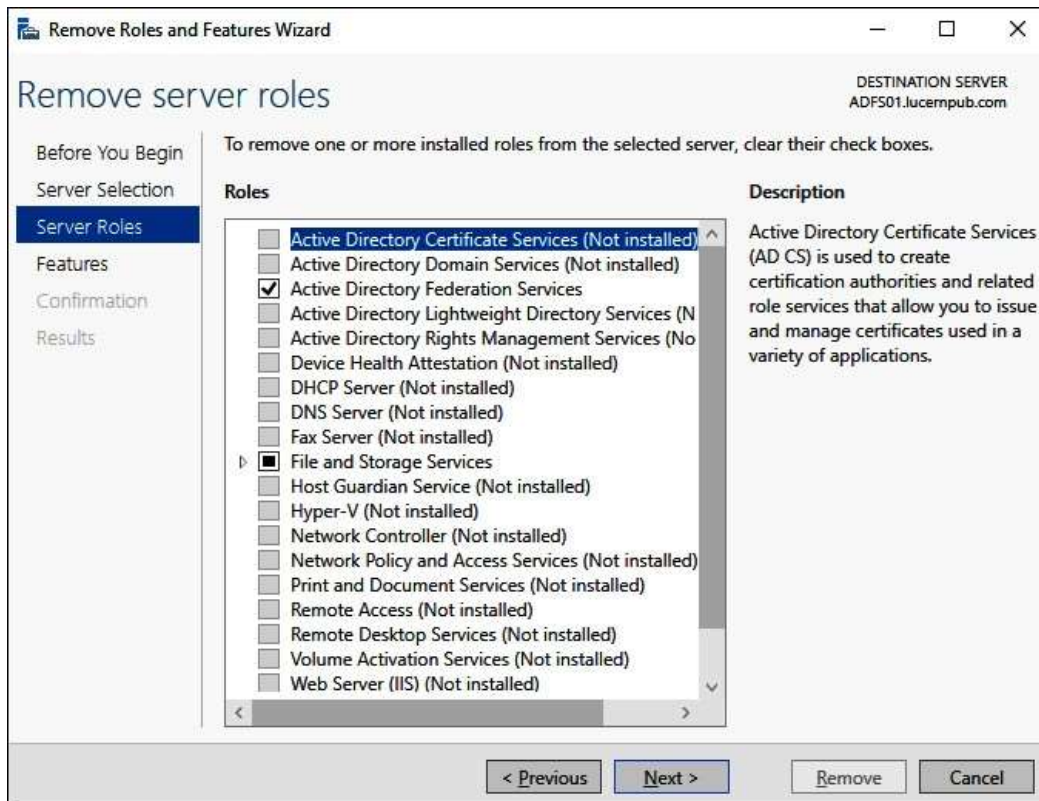 Remove Roles and Features Wizard
Remove server roles
DESTINATION SERVER
ADFS01.lucernpub.com
Before You Begin
Server Selection
Server Roles
Features
Confirmation
Results
To remove one or more installed roles from the selected server, clear their check boxes.
Roles
Active Directory Certificate Services (Not installed)
Active Directory Domain Services (Not installed)
Active Directory Federation Services
Active Directory Lightweight Directory Services (N
Active Directory Rights Management Services (No
Device Health Attestation (Not installed)
DHCP Server (Not installed)
DNS Server (Not installed)
Fax Server (Not installed)
File and Storage Services
Host Guardian Service (Not installed)
Hyper-V (Not installed)
Network Controller (Not installed)
Network Policy and Access Services (Not installed)
Print and Document Services (Not installed)
Remote Access (Not installed)
Remote Desktop Services (Not installed)
Volume Activation Services (Not installed)
Web Server (IIS) (Not installed)
Description
Active Directory Certificate Services
(AD CS) is used to create
certification authorities and related
role services that allow you to issue
and manage certificates used in a
variety of applications.
< Previous
Next >
Remove
Cancel